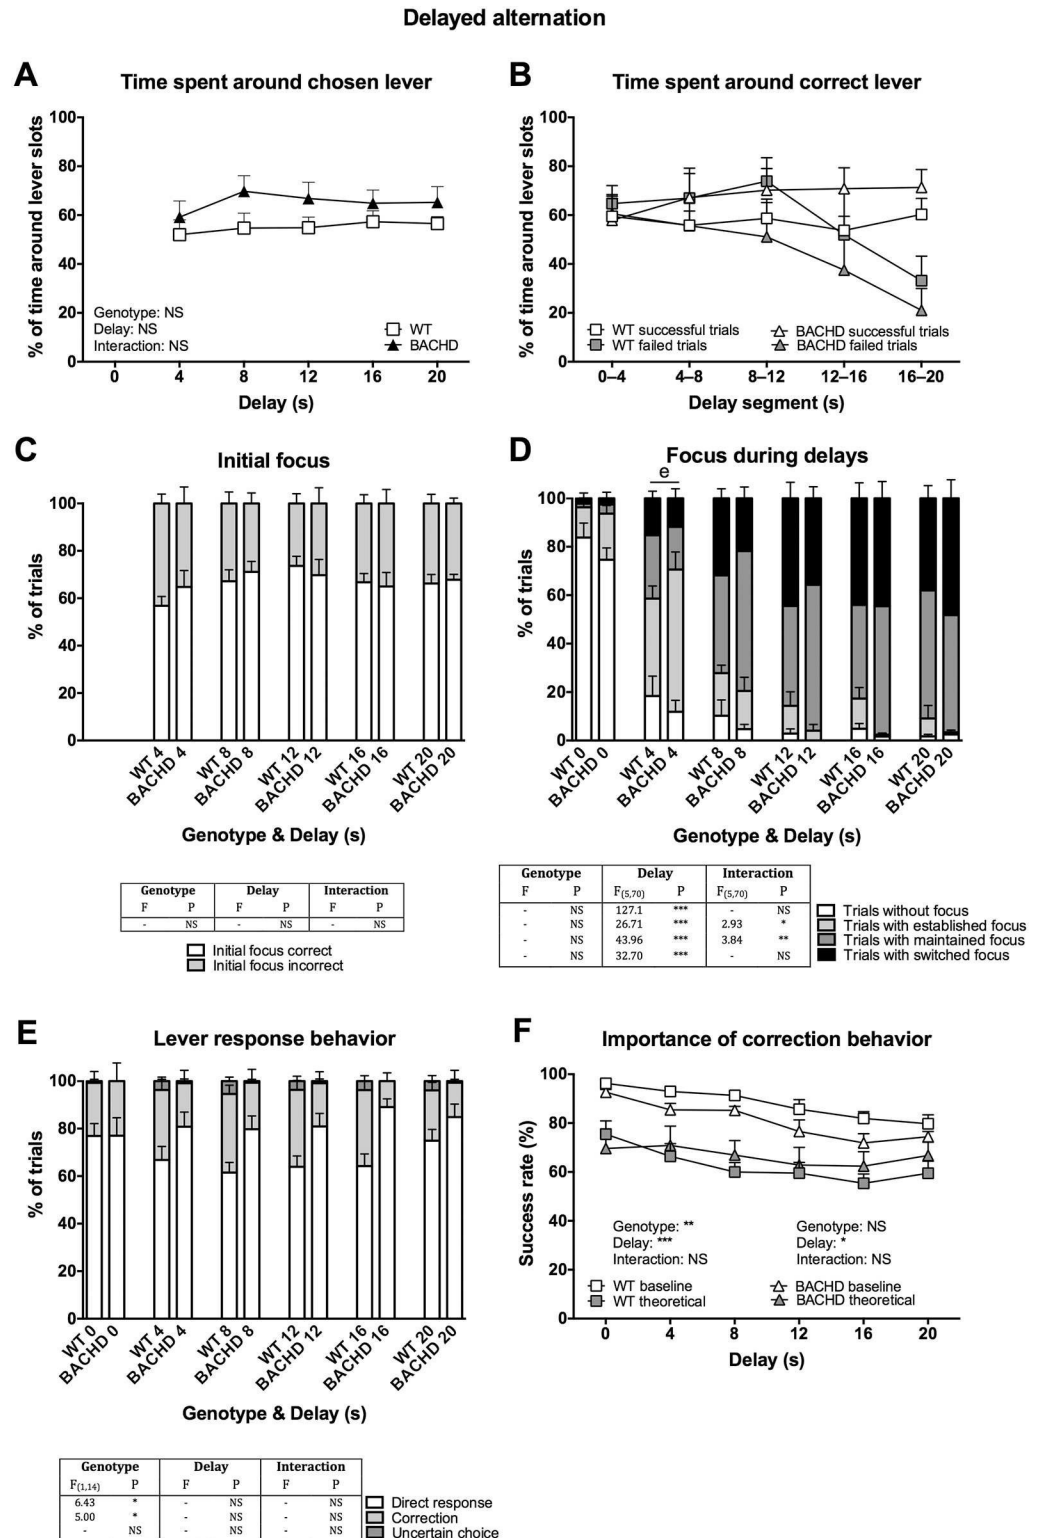 Delayed alternation
A
Time spent around chosen lever
% of time around lever slots
100
80
60
40
20
0
Genotype: NS
Delay: NS
Interaction: NS
WT
BACHD
0 4 8 12 16 20
Delay (s)
B
Time spent around correct lever
% of time around lever slots
100
80
60
40
20
0
WT successful trials
WT failed trials
BACHD successful trials
BACHD failed trials
0–4 4–8 8–12 12–16 16–20
Delay segment (s)
C
Initial focus
% of trials
100
80
60
40
20
0
WT 4
BACHD 4
WT 8
BACHD 8
WT 12
BACHD 12
WT 16
BACHD 16
WT 20
BACHD 20
Genotype & Delay (s)
Genotype Delay Interaction
F P F P F P
- NS - NS - NS
Initial focus correct
Initial focus incorrect
D
Focus during delays
e
% of trials
100
80
60
40
20
0
WT 0
BACHD 0
WT 4
BACHD 4
WT 8
BACHD 8
WT 12
BACHD 12
WT 16
BACHD 16
WT 20
BACHD 20
Genotype & Delay (s)
Genotype Delay Interaction
F P F(5,70) P F(5,70) P
- NS 127.1 *** - NS
- NS 26.71 *** 2.93 *
- NS 43.96 *** 3.84 **
- NS 32.70 *** - NS
Trials without focus
Trials with established focus
Trials with maintained focus
Trials with switched focus
E
Lever response behavior
% of trials
100
80
60
40
20
0
WT 0
BACHD 0
WT 4
BACHD 4
WT 8
BACHD 8
WT 12
BACHD 12
WT 16
BACHD 16
WT 20
BACHD 20
Genotype & Delay (s)
Genotype Delay Interaction
F(1,14) P F P F P
6.43 * - NS - NS
5.00 * - NS - NS
- NS - NS - NS
Direct response
Correction
Uncertain choice
F
Importance of correction behavior
Success rate (%)
100
80
60
40
20
0
Genotype: **
Delay: ***
Interaction: NS
Genotype: NS
Delay: *
Interaction: NS
WT baseline
WT theoretical
BACHD baseline
BACHD theoretical
0 4 8 12 16 20
Delay (s)